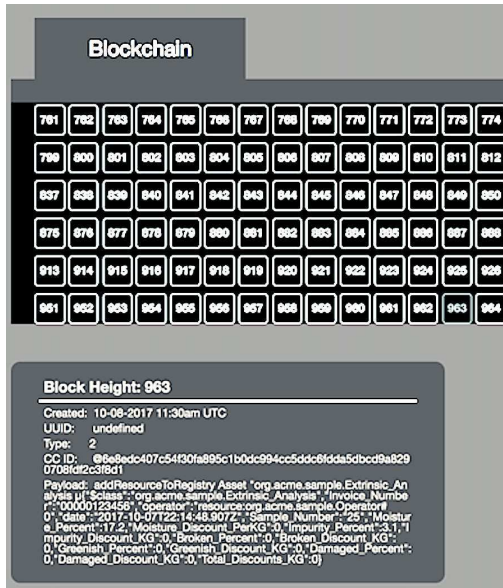 Blockchain
761 762 763 764 765 766 767 768 769 770 771 772 773 774
799 800 801 802 803 804 805 806 807 808 809 810 811 812
837 838 839 840 841 842 843 844 845 846 847 848 849 850
875 876 877 878 879 880 881 882 883 884 885 886 887 888
913 914 915 916 917 918 919 920 921 922 923 924 925 926
951 952 953 954 955 956 957 958 959 960 961 962 963 964
Block Height: 963
Created: 10-08-2017 11:30am UTC
UUID: undefined
Type: 2
CC ID: @6e8edc407c54f30fa895c1b0dc994cc5ddc6fdda5dbcd9a829
0708fdf2c3f8d1
Payload: addResourceToRegistry Asset "org.acme.sample.Extrinsic_An
alysis µ{"$class":"org.acme.sample.Extrinsic_Analysis","Invoice_Numbe
r":"00000123456","operator":"resource:org.acme.sample.Operator#
0","date":"2017-10-07T22:14:48.907Z","Sample_Number":"25","Moistur
e_Percent":17.2,"Moisture_Discount_PerKG":0,"Impurity_Percent":3.1,"I
mpurity_Discount_KG":0,"Broken_Percent":0,"Broken_Discount_KG":
0,"Greenish_Percent":0,"Greenish_Discount_KG":0,"Damaged_Percent":
0,"Damaged_Discount_KG":0,"Total_Discounts_KG":0}